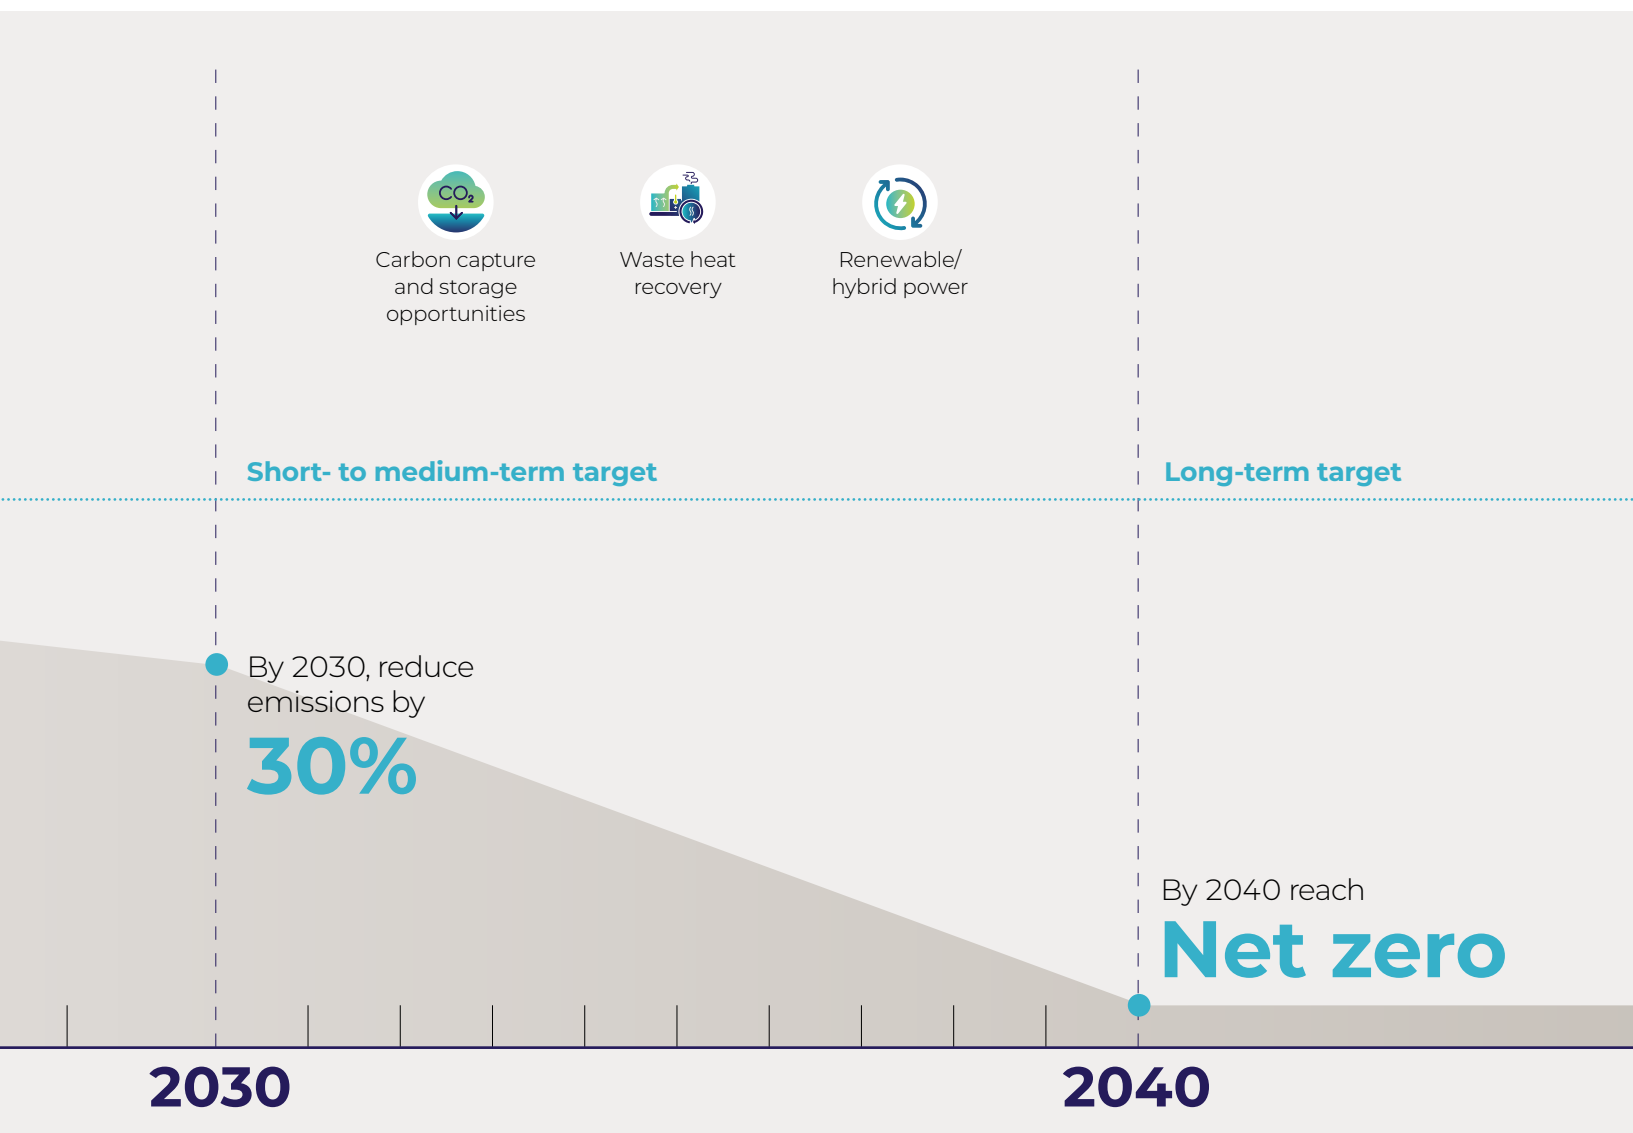 CO₂
Carbon capture
and storage
opportunities
Waste heat
recovery
Renewable/
hybrid power
Short- to medium-term target
Long-term target
By 2030, reduce
emissions by
30%
By 2040 reach
Net zero
2030
2040